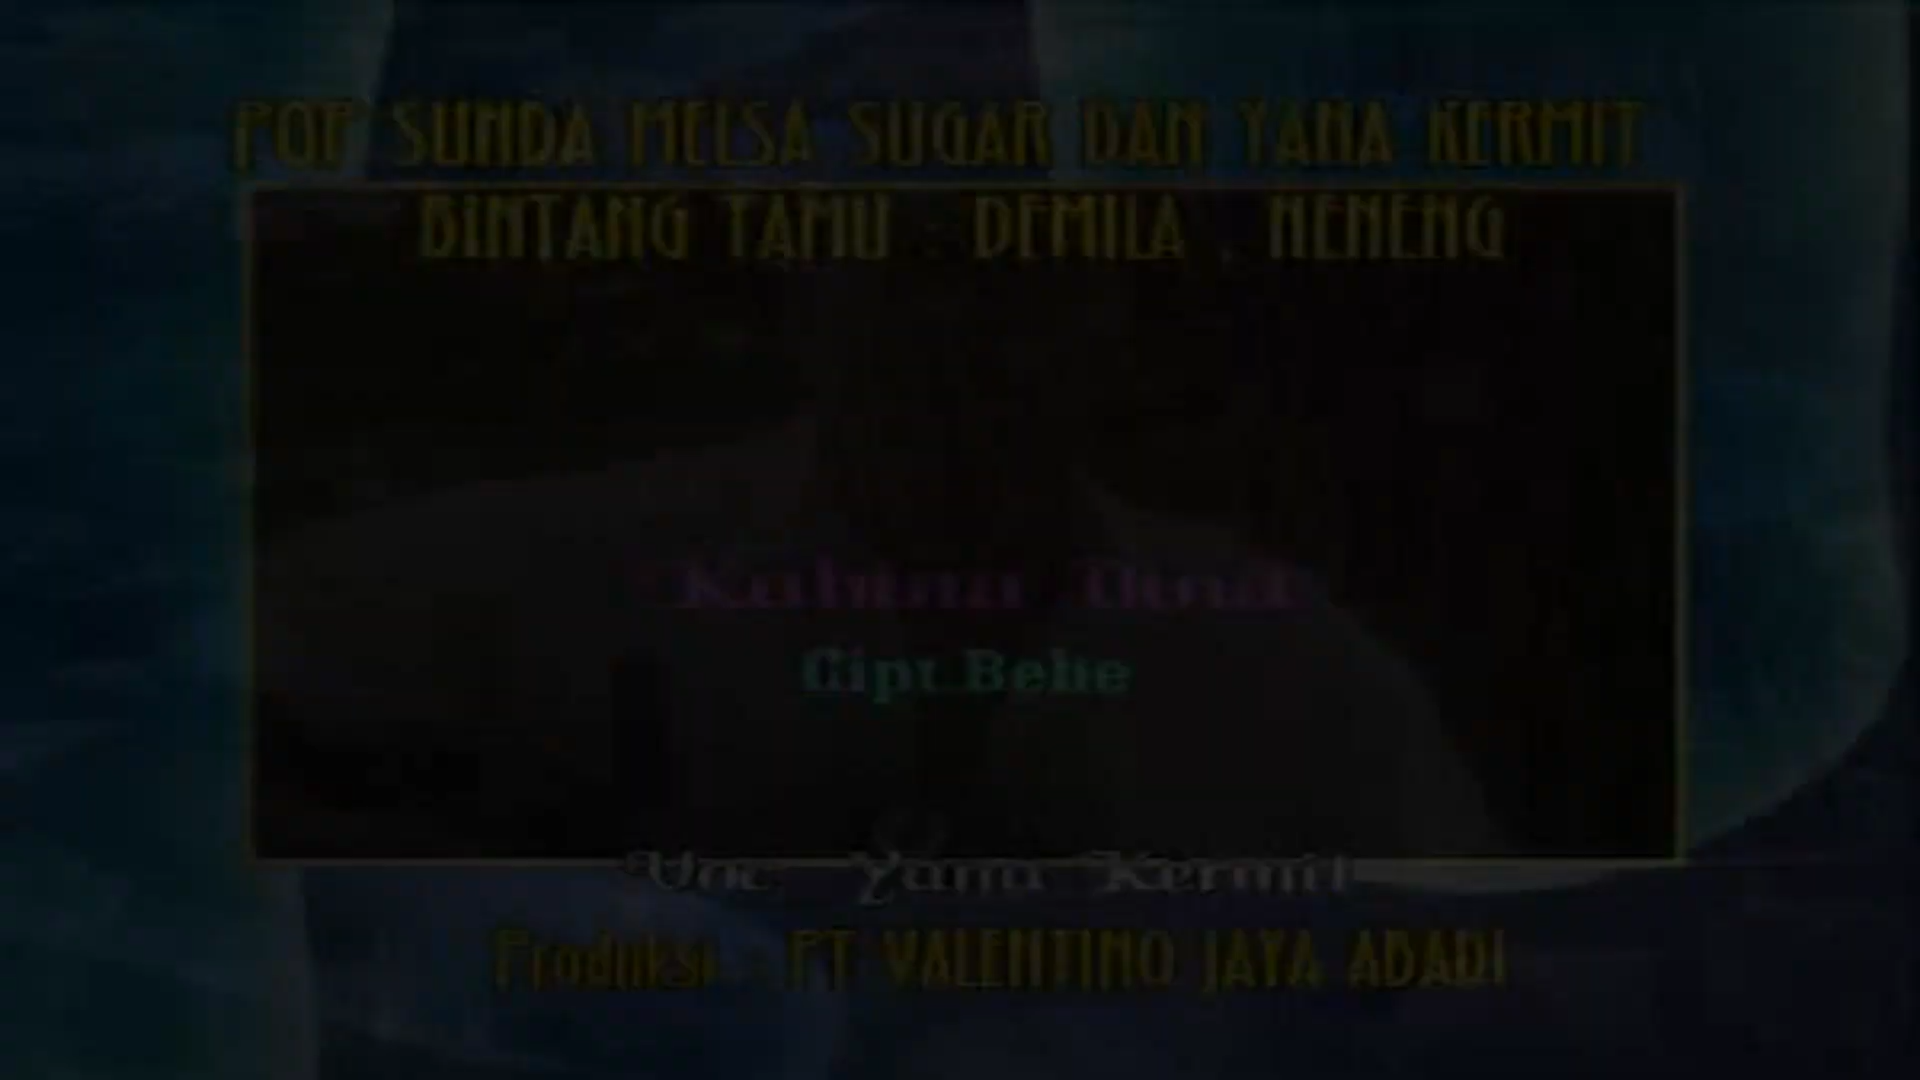 POP SUNDA MELSA SUGAR DAN YANA KERMIT
BINTANG TAMU : DEMILA , NENENG
Cipt.Bebe
Voc Yana Kermit
Produksi : PT VALENTINO JAYA ABADI